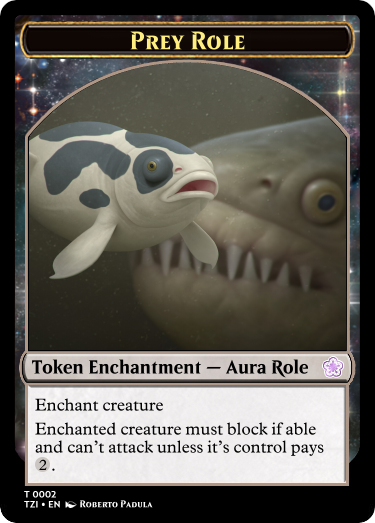 Prey Role
Token Enchantment — Aura Role
Enchant creature
Enchanted creature must block if able
and can't attack unless it's control pays
2.
T 0002
TZI • EN Roberto Padula